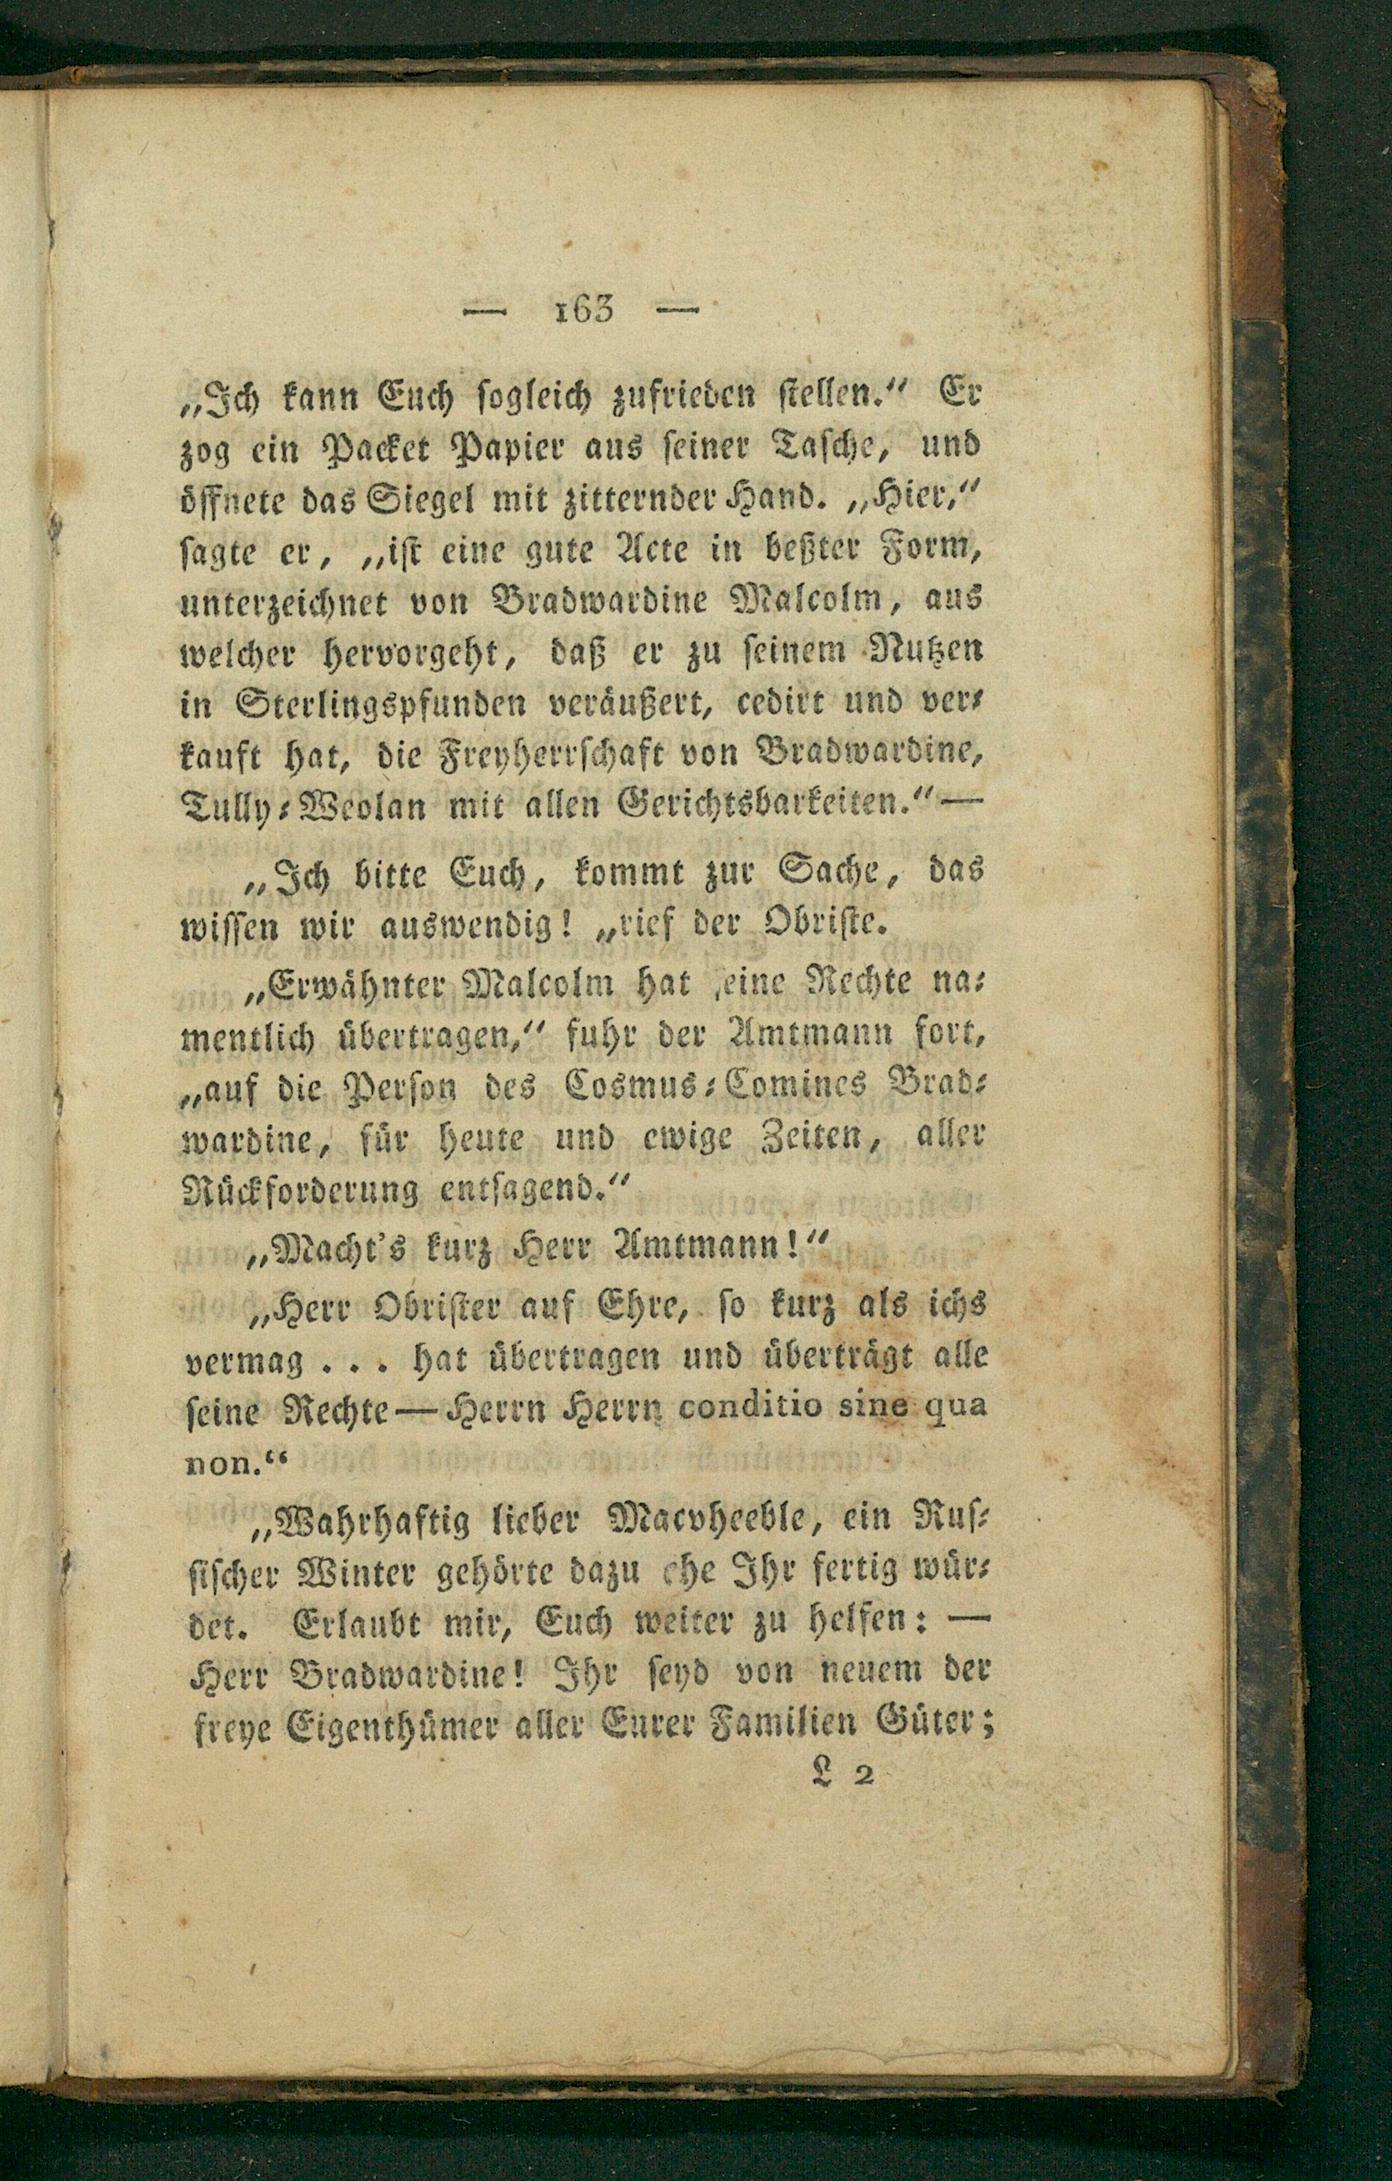 — 163 —
„Ich kann Euch sogleich zufrieden stellen.“ Er
zog ein Packet Papier aus seiner Tasche, und
öffnete das Siegel mit zitternder Hand. „Hier,“
sagte er, „ist eine gute Acte in beßter Form,
unterzeichnet von Bradwardine Malcolm, aus
welcher hervorgeht, daß er zu seinem Nutzen
in Sterlingspfunden veräußert, cedirt und ver⸗
kauft hat, die Freyherrschaft von Bradwardine,
Tully⸗Weolan mit allen Gerichtsbarkeiten.“ —
„Ich bitte Euch, kommt zur Sache, das
wissen wir auswendig! „rief der Obriste.
„Erwähnter Malcolm hat ,eine Rechte na⸗
mentlich übertragen,“ fuhr der Amtmann fort,
„auf die Person des Cosmus⸗Comines Brad⸗
wardine, für heute und ewige Zeiten, aller
Rückforderung entsagend.“
„Macht's kurz Herr Amtmann!“
„Herr Obrister auf Ehre, so kurz als ichs
vermag . . . hat übertragen und überträgt alle
seine Rechte — Herrn Herrn conditio sine qua
non.“
„Wahrhaftig lieber Macvheeble, ein Rus⸗
sischer Winter gehörte dazu ehe Ihr fertig wür⸗
det. Erlaubt mir, Euch weiter zu helfen: —
Herr Bradwardine! Ihr seyd von neuem der
freye Eigenthümer aller Eurer Familien Güter;
L 2